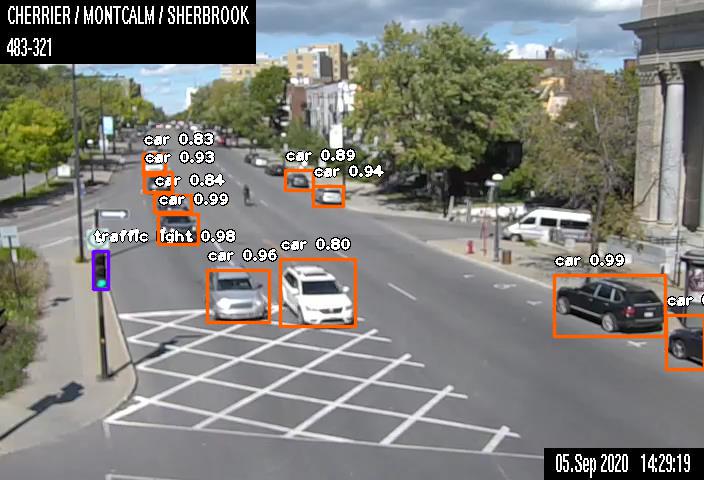 CHERRIER / MONTCALM / SHERBROOK
483-321
car 0.83
car 0.93
car 0.89
car 0.84
car 0.94
car 0.99
traffic light 0.98
car 0.80
car 0.96
car 0.99
car
05.Sep 2020 14:29:19